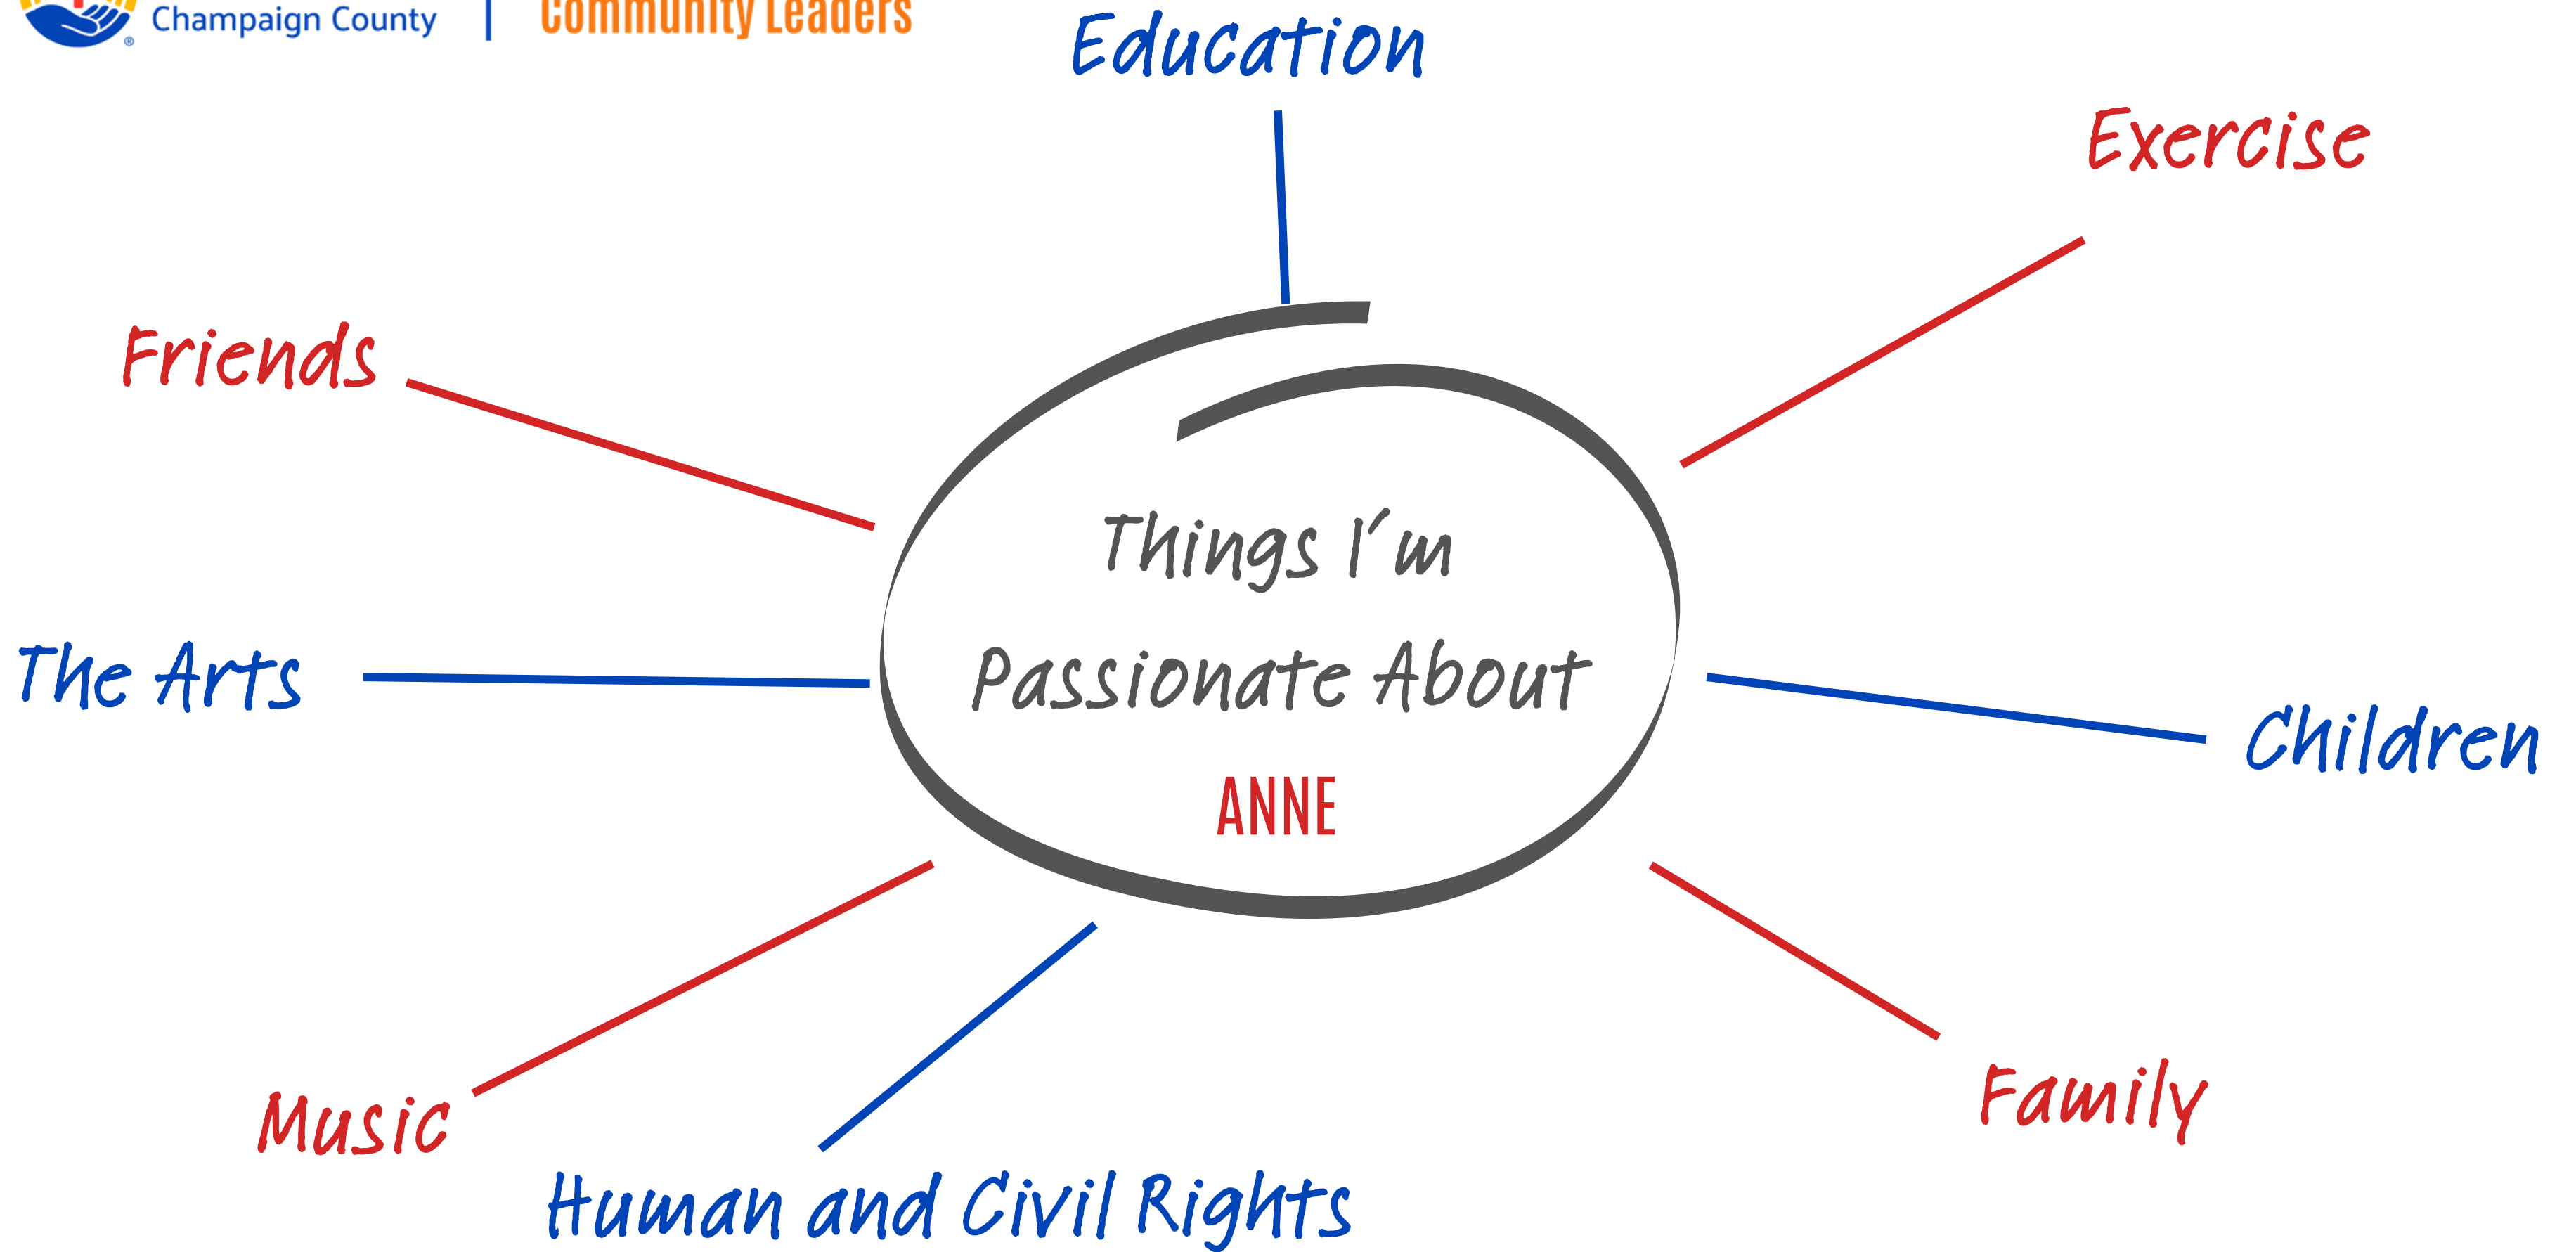 Champaign County
®
Community Leaders
Education
Exercise
Friends
Things I'm
Passionate About
ANNE
The Arts
Children
Music
Family
Human and Civil Rights